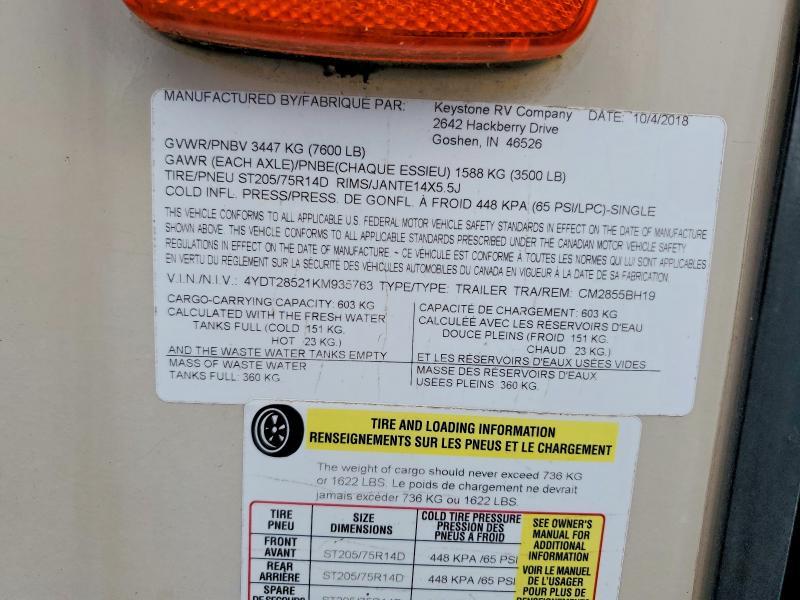 MANUFACTURED BY/FABRIQUÉ PAR: Keystone RV Company DATE: 10/4/2018
2642 Hackberry Drive
Goshen, IN 46526
GVWR/PNBV 3447 KG (7600 LB)
GAWR (EACH AXLE)/PNBE(CHAQUE ESSIEU) 1588 KG (3500 LB)
TIRE/PNEU ST205/75R14D RIMS/JANTE14X5.5J
COLD INFL. PRESS/PRESS. DE GONFL. À FROID 448 KPA (65 PSI/LPC)-SINGLE
THIS VEHICLE CONFORMS TO ALL APPLICABLE U.S. FEDERAL MOTOR VEHICLE SAFETY STANDARDS IN EFFECT ON THE DATE OF MANUFACTURE
SHOWN ABOVE. THIS VEHICLE CONFORMS TO ALL APPLICABLE STANDARDS PRESCRIBED UNDER THE CANADIAN MOTOR VEHICLE SAFETY
REGULATIONS IN EFFECT ON THE DATE OF MANUFACTURE - CE VÉHICULE EST CONFORME À TOUTES LES NORMES QUI LUI SONT APPLICABLES
EN VERTU DU REGLEMENT SUR LA SÉCURITÉ DES VÉHICULES AUTOMOBILES DU CANADA EN VIGUEUR À LA DATE DE SA FABRICATION.
V.I.N./N.I.V.: 4YDT28521KM935763 TYPE/TYPE: TRAILER TRA/REM: CM2855BH19
CARGO-CARRYING CAPACITY: 603 KG
CALCULATED WITH THE FRESH WATER
TANKS FULL (COLD 151 KG.
HOT 23 KG.)
AND THE WASTE WATER TANKS EMPTY
MASS OF WASTE WATER
TANKS FULL: 360 KG.
CAPACITÉ DE CHARGEMENT: 603 KG
CALCULÉE AVEC LES RÉSERVOIRS D'EAU
DOUCE PLEINS (FROID 151 KG.
CHAUD 23 KG.)
ET LES RÉSERVOIRS D'EAUX USÉES VIDES
MASSE DES RÉSERVOIRS D'EAUX
USÉES PLEINS 360 KG.
TIRE AND LOADING INFORMATION
RENSEIGNEMENTS SUR LES PNEUS ET LE CHARGEMENT
The weight of cargo should never exceed 736 KG
or 1622 LBS. Le poids de chargement ne devrait
jamais excéder 736 KG ou 1622 LBS.
TIRE
PNEU
SIZE
DIMENSIONS
COLD TIRE PRESSURE
PRESSION DES
PNEUS A FROID
SEE OWNER'S
MANUAL FOR
ADDITIONAL
INFORMATION
VOIR LE MANUEL
DE L'USAGER
POUR PLUS DE
RENSEIGNEMENTS
FRONT
AVANT
ST205/75R14D 448 KPA /65 PSI
REAR
ARRIÈRE
ST205/75R14D 448 KPA /65 PSI
SPARE
DE SECOURS
ST205/75R14D